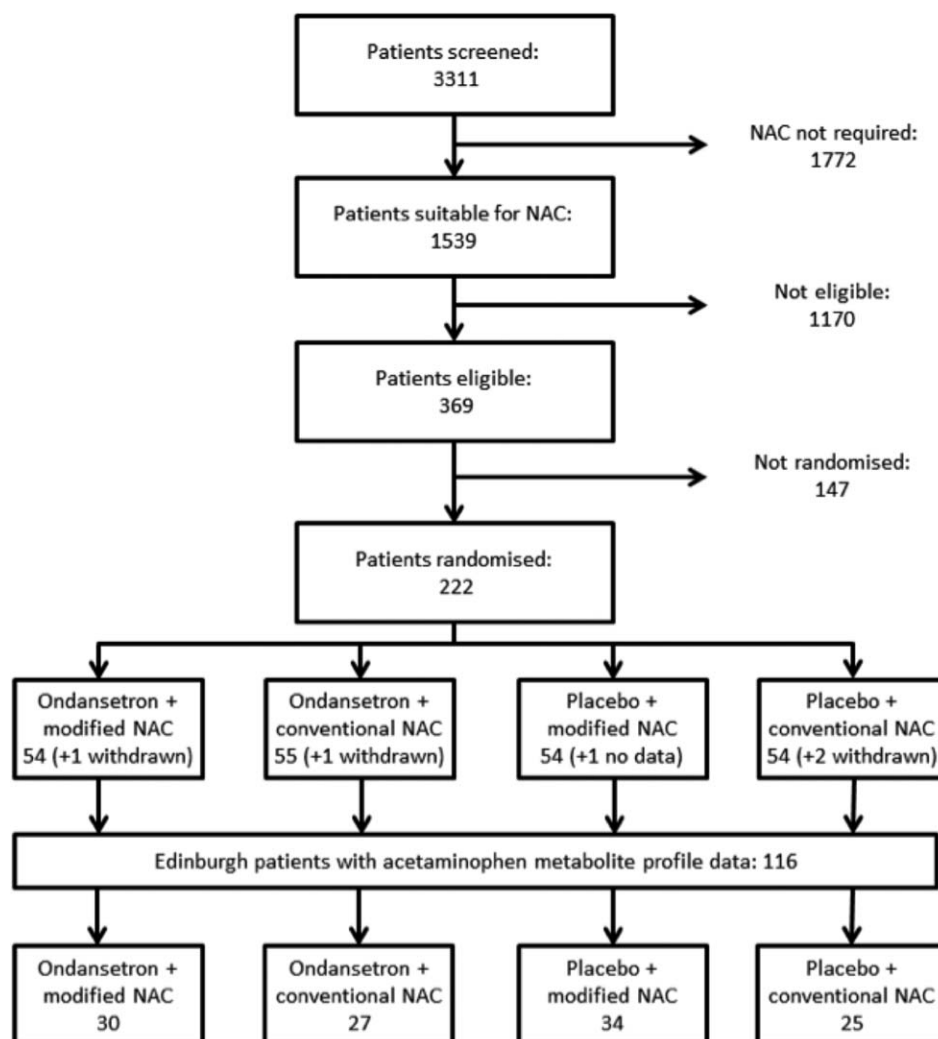 Patients screened:
3311
NAC not required:
1772
Patients suitable for NAC:
1539
Not eligible:
1170
Patients eligible:
369
Not randomised:
147
Patients randomised:
222
Ondansetron +
modified NAC
54 (+1 withdrawn)
Ondansetron +
conventional NAC
55 (+1 withdrawn)
Placebo +
modified NAC
54 (+1 no data)
Placebo +
conventional NAC
54 (+2 withdrawn)
Edinburgh patients with acetaminophen metabolite profile data: 116
Ondansetron +
modified NAC
30
Ondansetron +
conventional NAC
27
Placebo +
modified NAC
34
Placebo +
conventional NAC
25